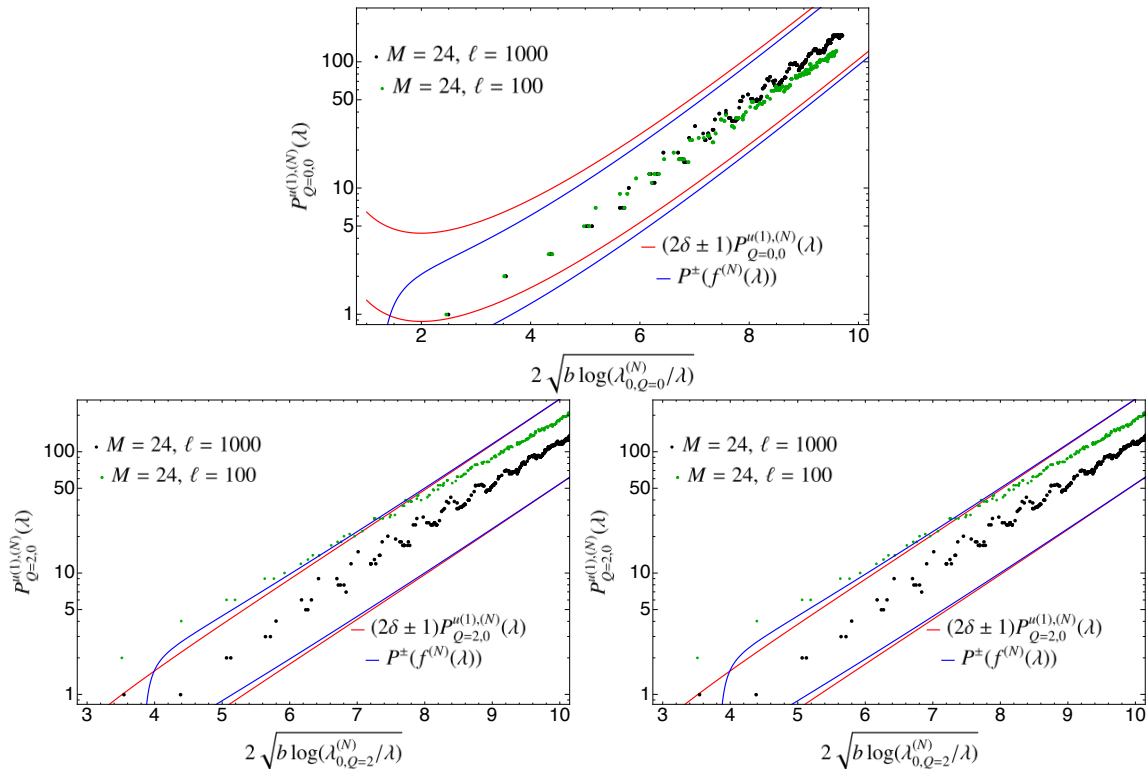 100
50
10
5
1
P^{u(1),(N)}_{Q=0,0}(λ)
• M = 24, ℓ = 1000
• M = 24, ℓ = 100
— (2δ ± 1)P^{u(1),(N)}_{Q=0,0}(λ)
— P^±(f^{(N)}(λ))
2 4 6 8 10
2√(b log(λ^{(N)}_{0,Q=0}/λ))
100
50
10
5
1
P^{u(1),(N)}_{Q=2,0}(λ)
• M = 24, ℓ = 1000
• M = 24, ℓ = 100
— (2δ ± 1)P^{u(1),(N)}_{Q=2,0}(λ)
— P^±(f^{(N)}(λ))
3 4 5 6 7 8 9 10
2√(b log(λ^{(N)}_{0,Q=2}/λ))
100
50
10
5
1
P^{u(1),(N)}_{Q=2,0}(λ)
• M = 24, ℓ = 1000
• M = 24, ℓ = 100
— (2δ ± 1)P^{u(1),(N)}_{Q=2,0}(λ)
— P^±(f^{(N)}(λ))
3 4 5 6 7 8 9 10
2√(b log(λ^{(N)}_{0,Q=2}/λ))